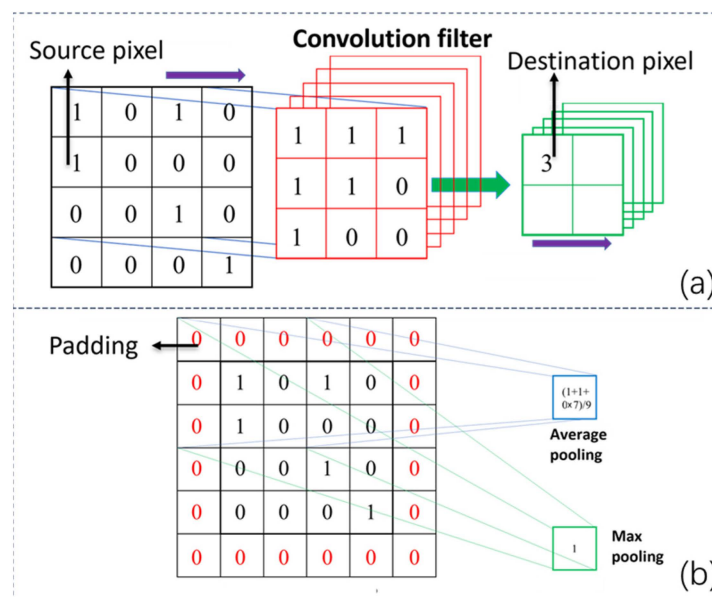 Source pixel
Convolution filter
Destination pixel
1 0 1 0
1 0 0 0
0 0 1 0
0 0 0 1
1 1 1
1 1 0
1 0 0
3
(a)
Padding
0 0 0 0 0 0
0 1 0 1 0 0
0 1 0 0 0 0
0 0 0 1 0 0
0 0 0 0 1 0
0 0 0 0 0 0
(1+1+
0×7)/9
Average
pooling
1
Max
pooling
(b)